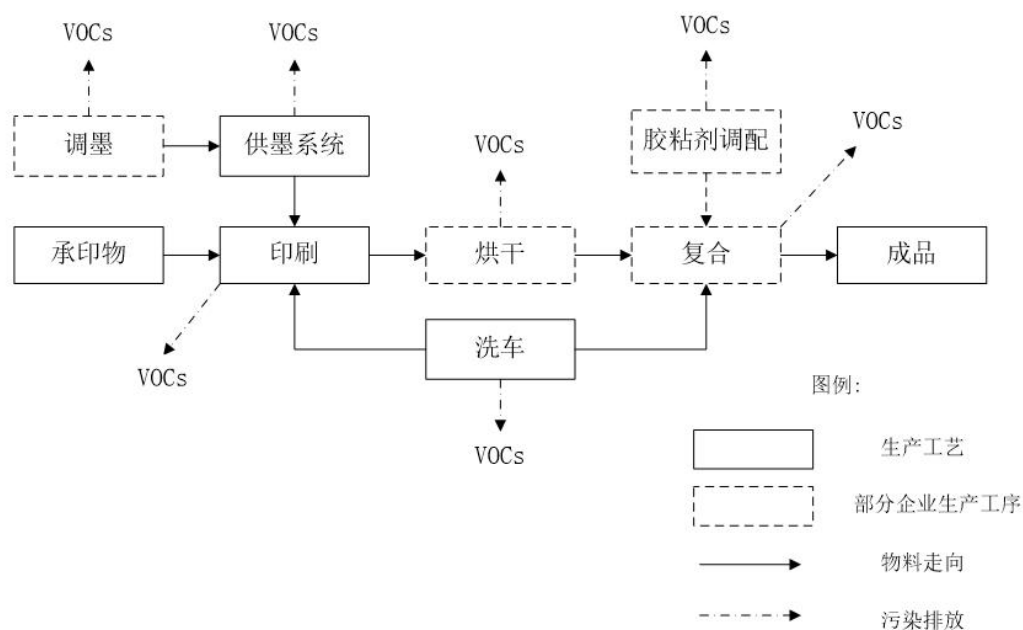 VOCs
VOCs
VOCs
调墨
供墨系统
胶粘剂调配
VOCs
VOCs
承印物
印刷
烘干
复合
成品
VOCs
洗车
VOCs
图例:
生产工艺
部分企业生产工序
物料走向
污染排放